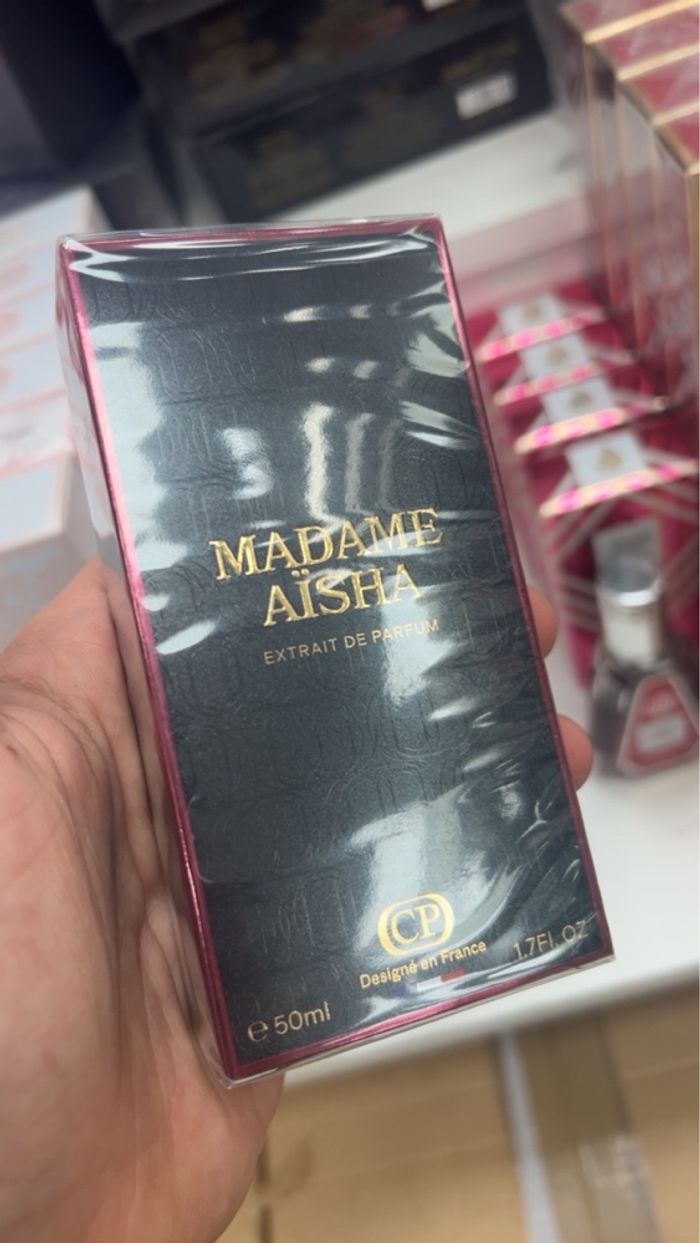 MADAME
AÏSHA
EXTRAIT DE PARFUM
CP
Designé en France
1.7Fl. OZ
℮ 50ml